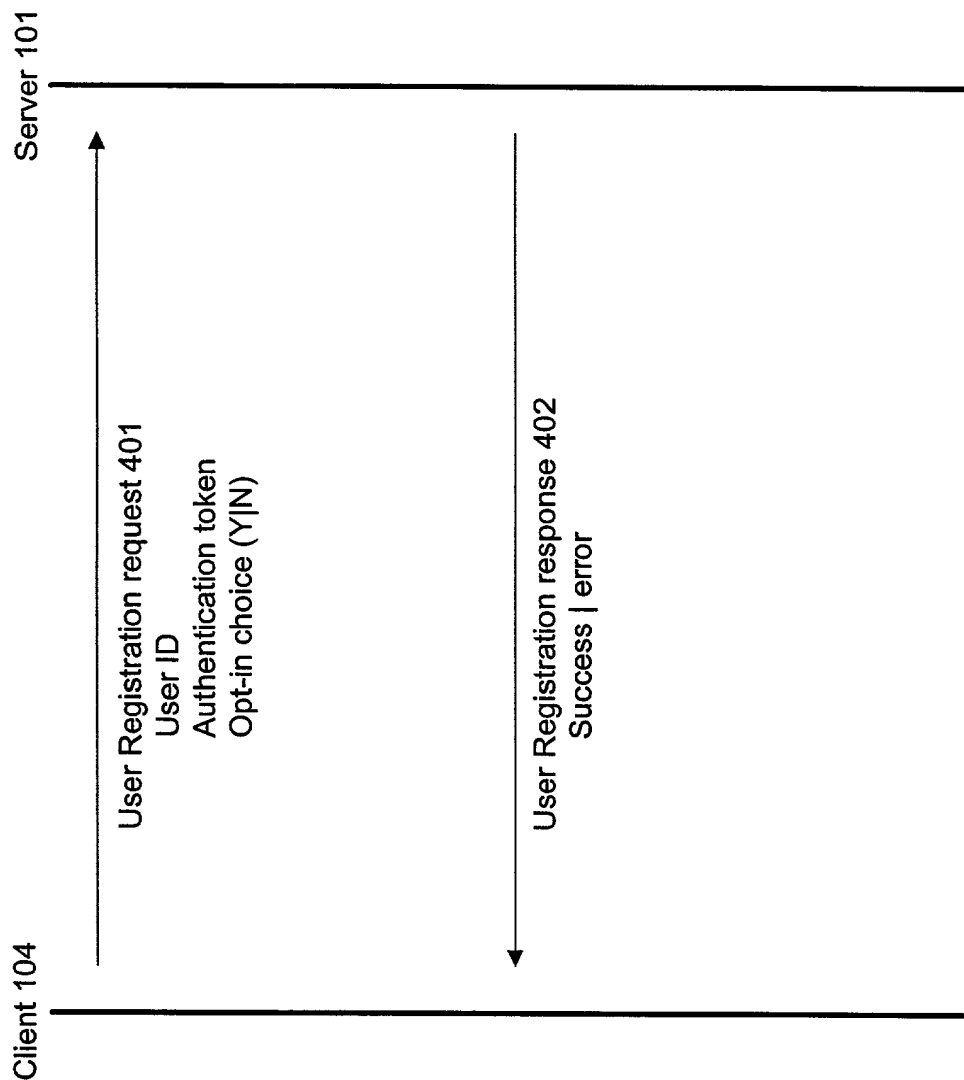 Client 104
Server 101
User Registration request 401
User ID
Authentication token
Opt-in choice (Y|N)
User Registration response 402
Success | error